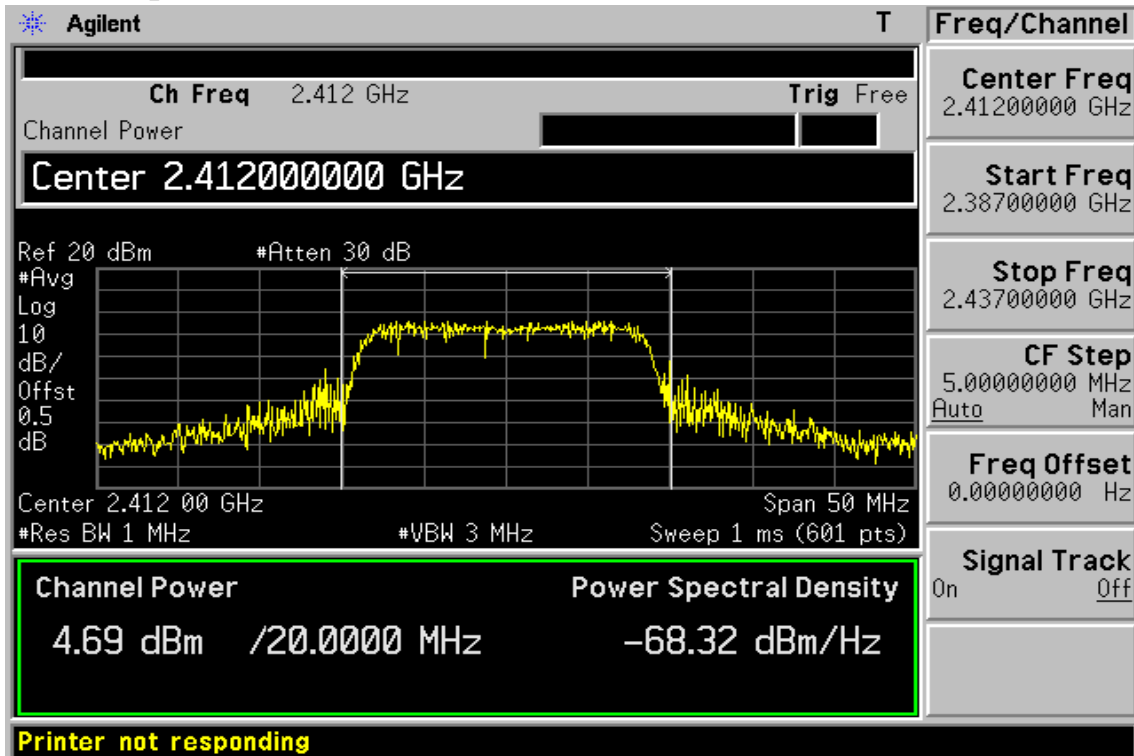 Agilent T Freq/Channel
Ch Freq 2.412 GHz Trig Free
Channel Power
Center 2.412000000 GHz
Ref 20 dBm #Atten 30 dB
#Avg
Log
10
dB/
Offst
0.5
dB
Center 2.412 00 GHz Span 50 MHz
#Res BW 1 MHz #VBW 3 MHz Sweep 1 ms (601 pts)
Channel Power Power Spectral Density
4.69 dBm /20.0000 MHz -68.32 dBm/Hz
Printer not responding
Center Freq
2.41200000 GHz
Start Freq
2.38700000 GHz
Stop Freq
2.43700000 GHz
CF Step
5.00000000 MHz
Auto Man
Freq Offset
0.00000000 Hz
Signal Track
On Off